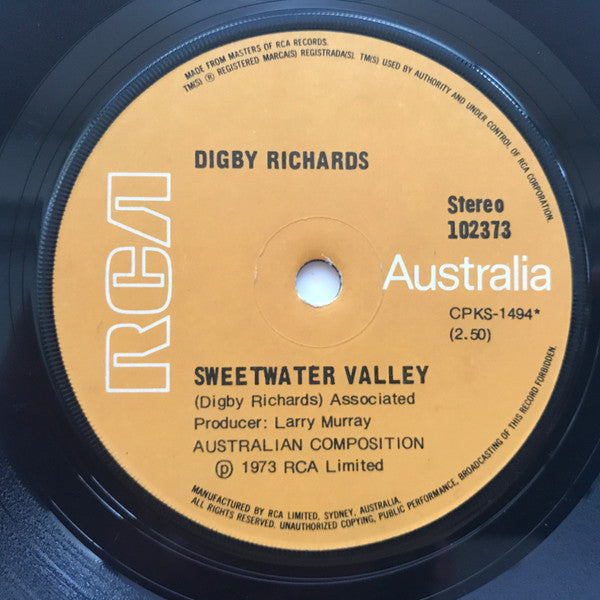 MADE FROM MASTERS OF RCA RECORDS.
TM(S) ® REGISTERED MARCA(S) REGISTRADA(S). TM(S) USED BY AUTHORITY AND UNDER CONTROL OF RCA CORPORATION.
DIGBY RICHARDS
RCA
Stereo
102373
Australia
CPKS-1494*
(2.50)
SWEETWATER VALLEY
(Digby Richards) Associated
Producer: Larry Murray
AUSTRALIAN COMPOSITION
℗ 1973 RCA Limited
MANUFACTURED BY RCA LIMITED, SYDNEY, AUSTRALIA.
ALL RIGHTS RESERVED. UNAUTHORIZED COPYING, PUBLIC PERFORMANCE, BROADCASTING OF THIS RECORD FORBIDDEN.